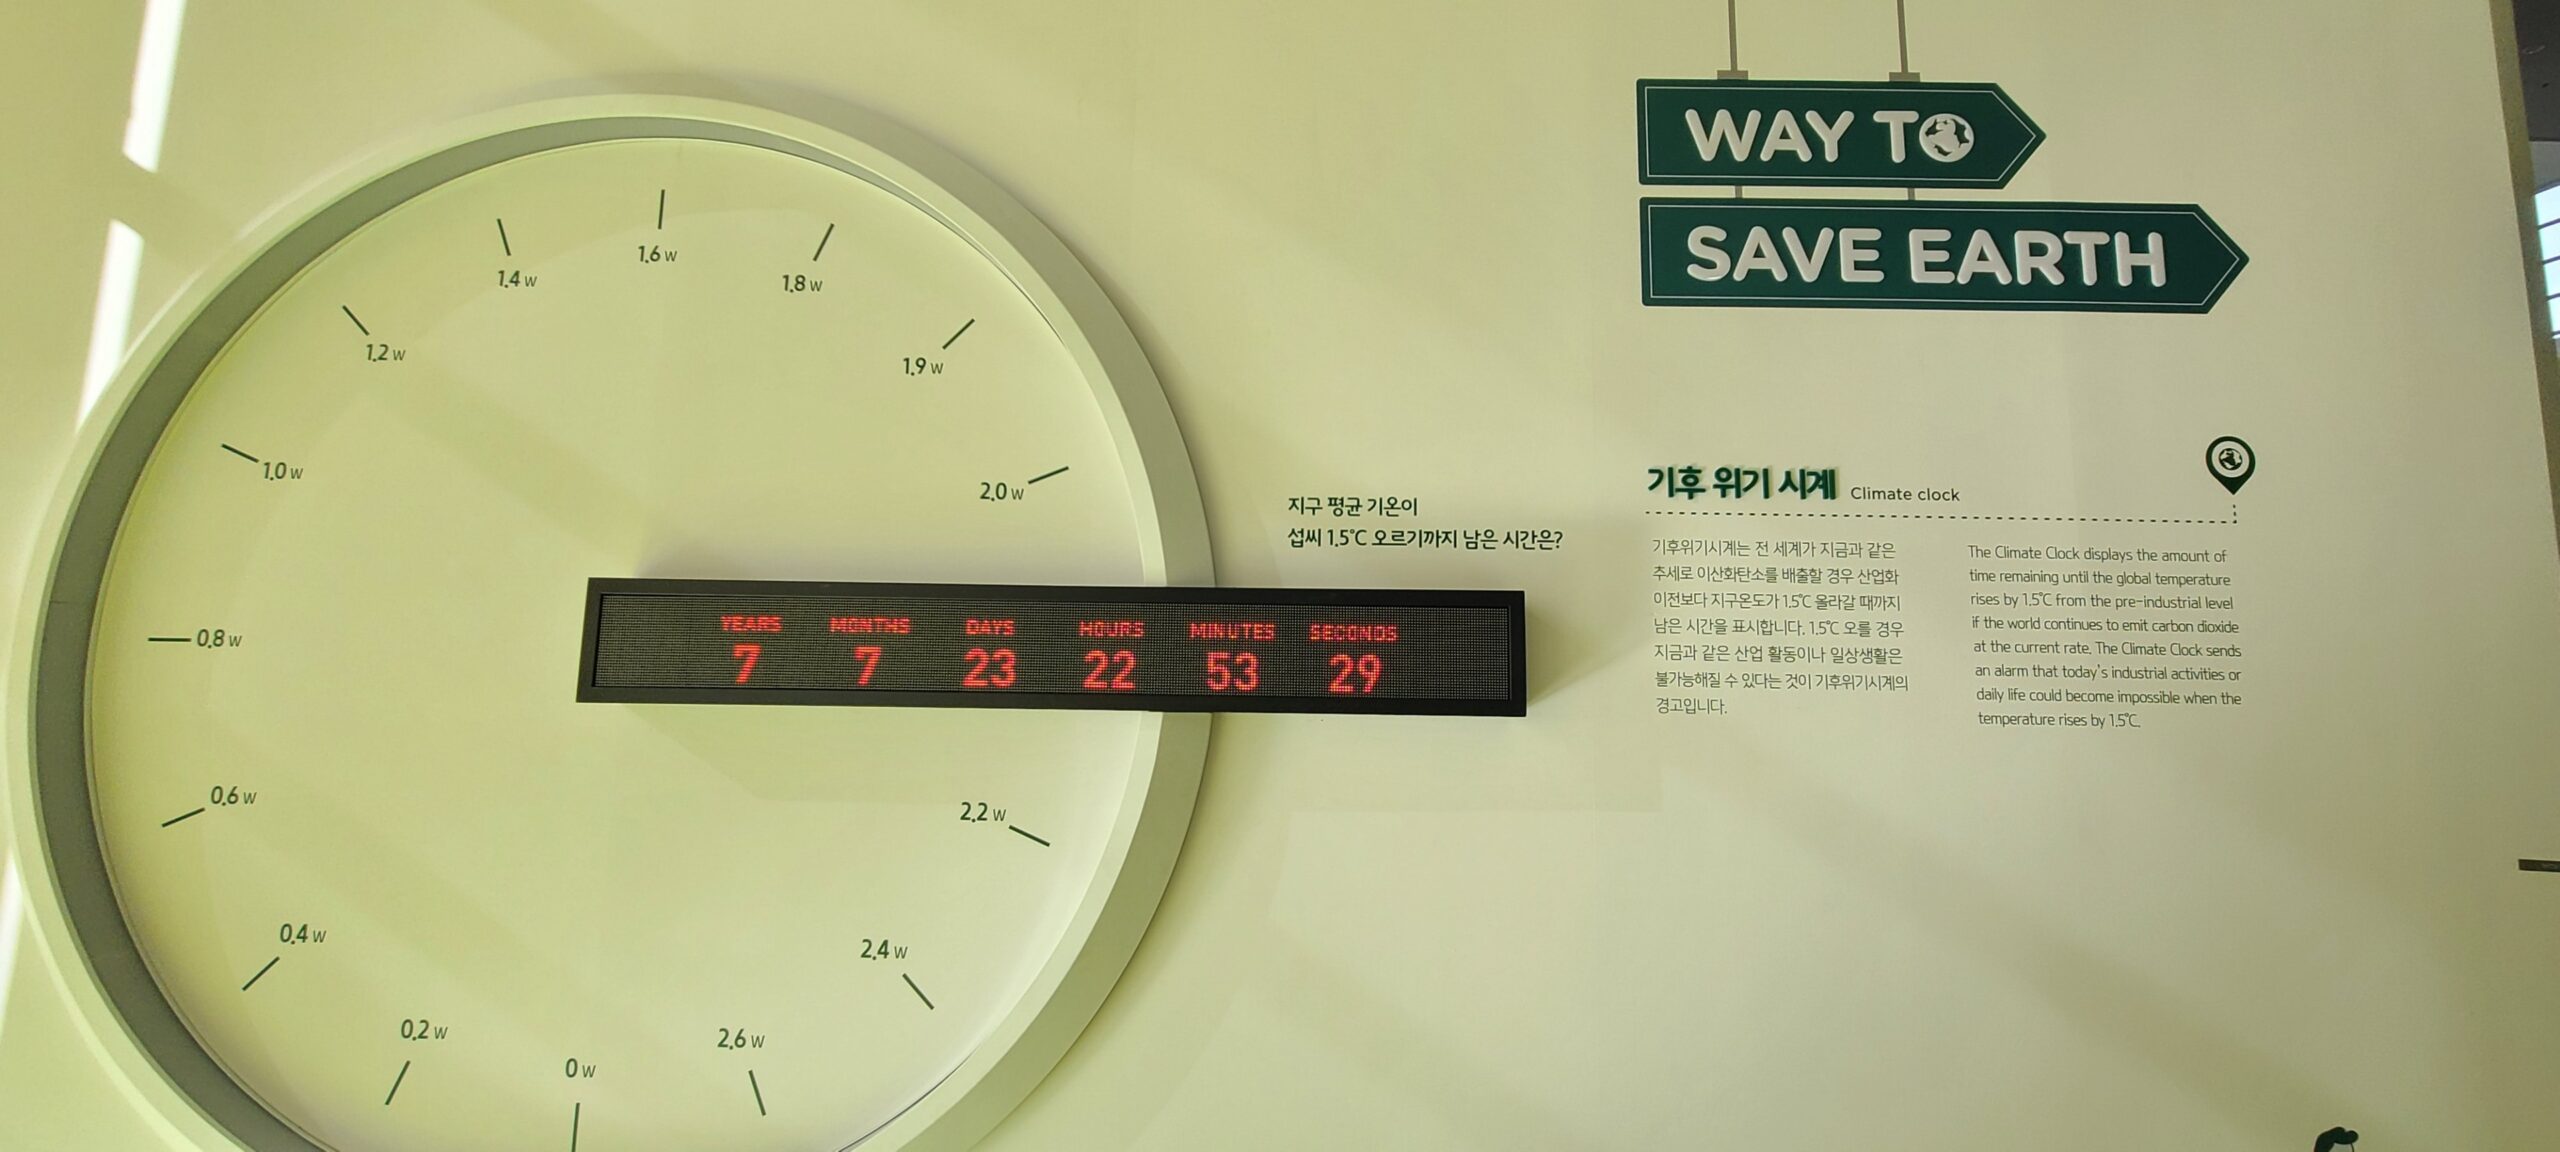 WAY TO
SAVE EARTH
1.4 W
1.6 W
1.8 W
1.2 W
1.9 W
1.0 W
2.0 W
0.8 W
0.6 W
2.2 W
0.4 W
2.4 W
0.2 W
0 W
2.6 W
지구 평균 기온이
섭씨 1.5℃ 오르기까지 남은 시간은?
YEARS MONTHS DAYS HOURS MINUTES SECONDS
7 7 23 22 53 29
기후 위기 시계 Climate clock
기후위기시계는 전 세계가 지금과 같은
추세로 이산화탄소를 배출할 경우 산업화
이전보다 지구온도가 1.5℃ 올라갈 때까지
남은 시간을 표시합니다. 1.5℃ 오를 경우
지금과 같은 산업 활동이나 일상생활은
불가능해질 수 있다는 것이 기후위기시계의
경고입니다.
The Climate Clock displays the amount of
time remaining until the global temperature
rises by 1.5℃ from the pre-industrial level
if the world continues to emit carbon dioxide
at the current rate. The Climate Clock sends
an alarm that today's industrial activities or
daily life could become impossible when the
temperature rises by 1.5℃.